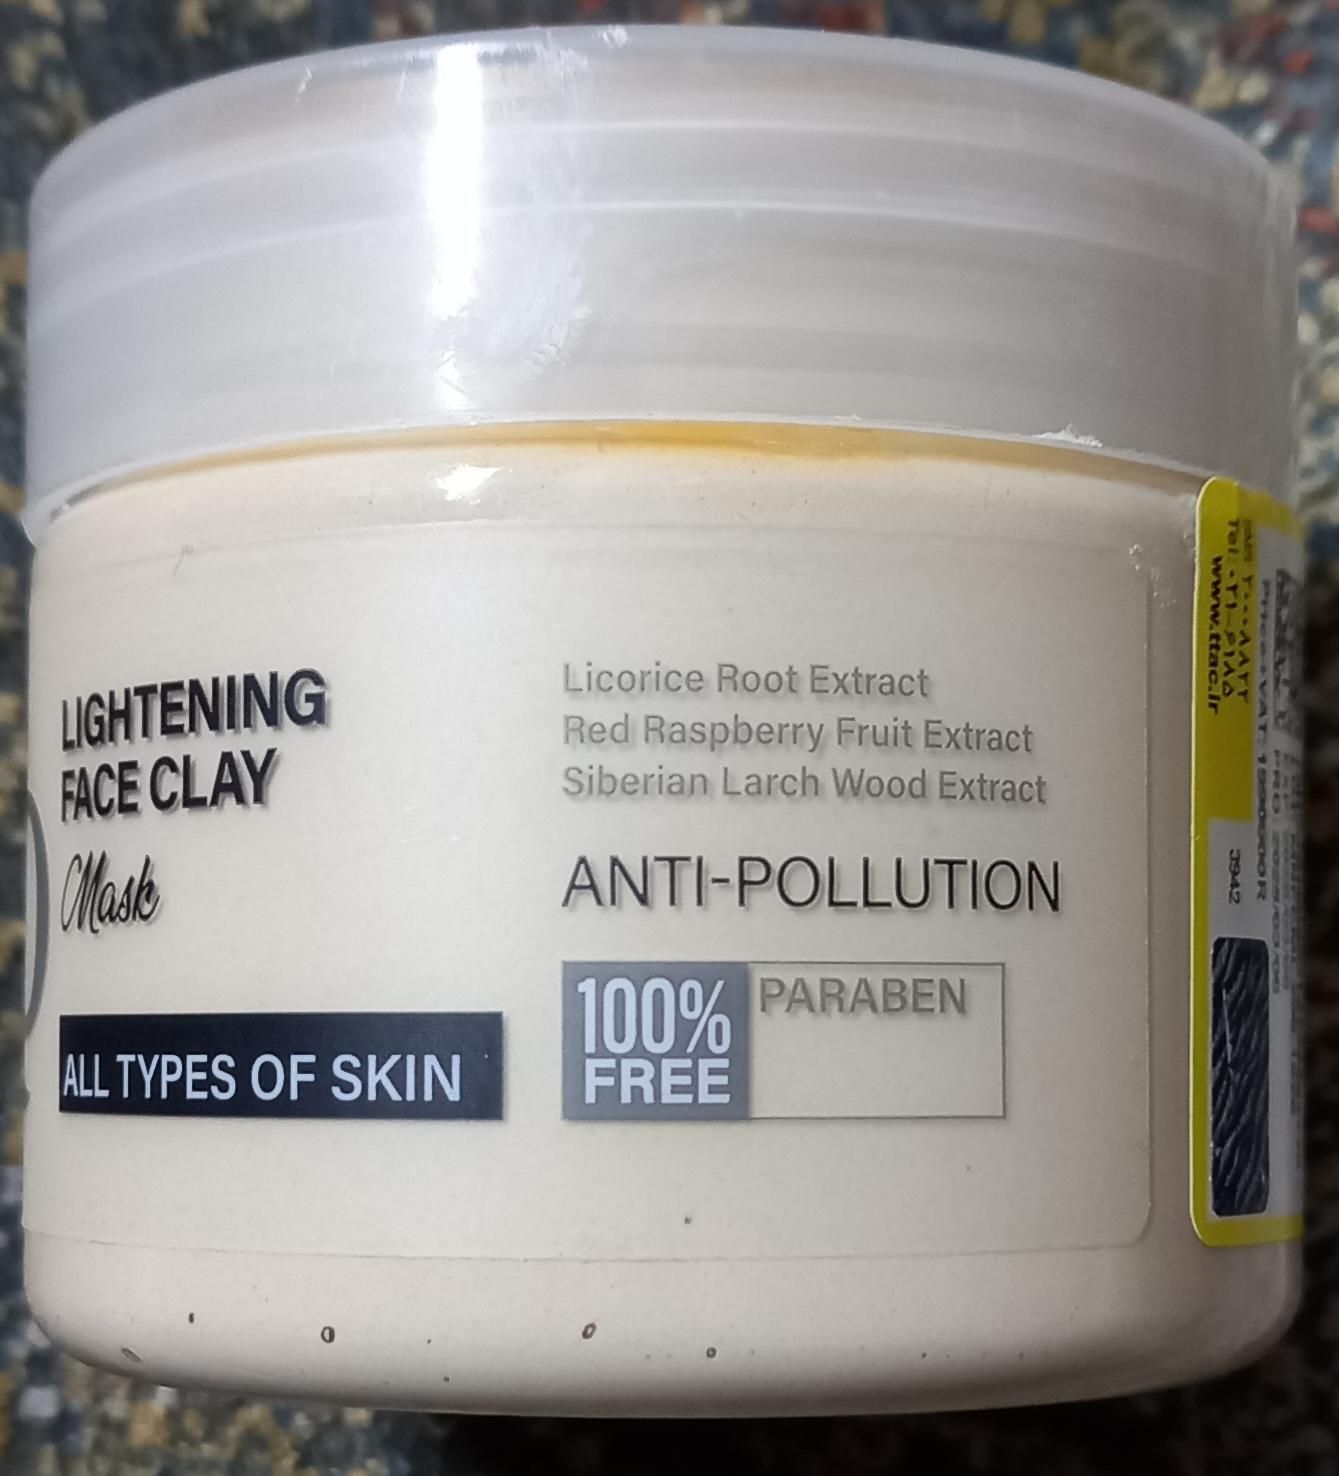 LIGHTENING
FACE CLAY
Mask
ALL TYPES OF SKIN
Licorice Root Extract
Red Raspberry Fruit Extract
Siberian Larch Wood Extract
ANTI-POLLUTION
100%
FREE
PARABEN
www.ttac.ir
3942